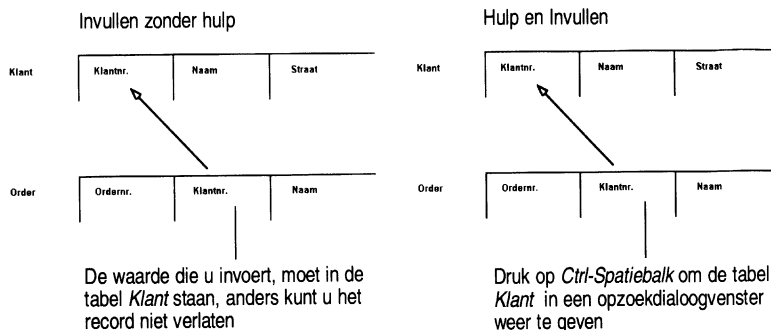 Invullen zonder hulp
Klant Klantnr. Naam Straat
Order Ordernr. Klantnr. Naam
De waarde die u invoert, moet in de
tabel Klant staan, anders kunt u het
record niet verlaten
Hulp en Invullen
Klant Klantnr. Naam Straat
Order Ordernr. Klantnr. Naam
Druk op Ctrl-Spatiebalk om de tabel
Klant in een opzoekdialoogvenster
weer te geven